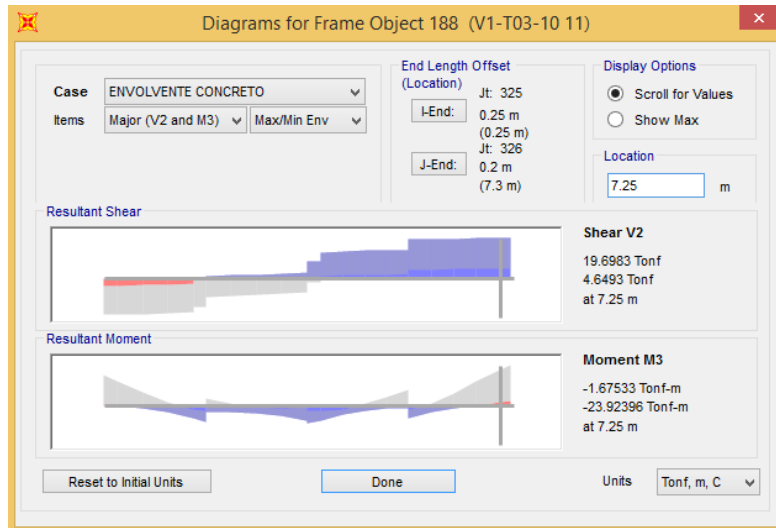 Diagrams for Frame Object 188 (V1-T03-10 11)
Case
ENVOLVENTE CONCRETO
Items
Major (V2 and M3)
Max/Min Env
End Length Offset
(Location)
Jt: 325
I-End:
0.25 m
(0.25 m)
Jt: 326
J-End:
0.2 m
(7.3 m)
Display Options
Scroll for Values
Show Max
Location
7.25
m
Resultant Shear
Shear V2
19.6983 Tonf
4.6493 Tonf
at 7.25 m
Resultant Moment
Moment M3
-1.67533 Tonf-m
-23.92396 Tonf-m
at 7.25 m
Reset to Initial Units
Done
Units
Tonf, m, C